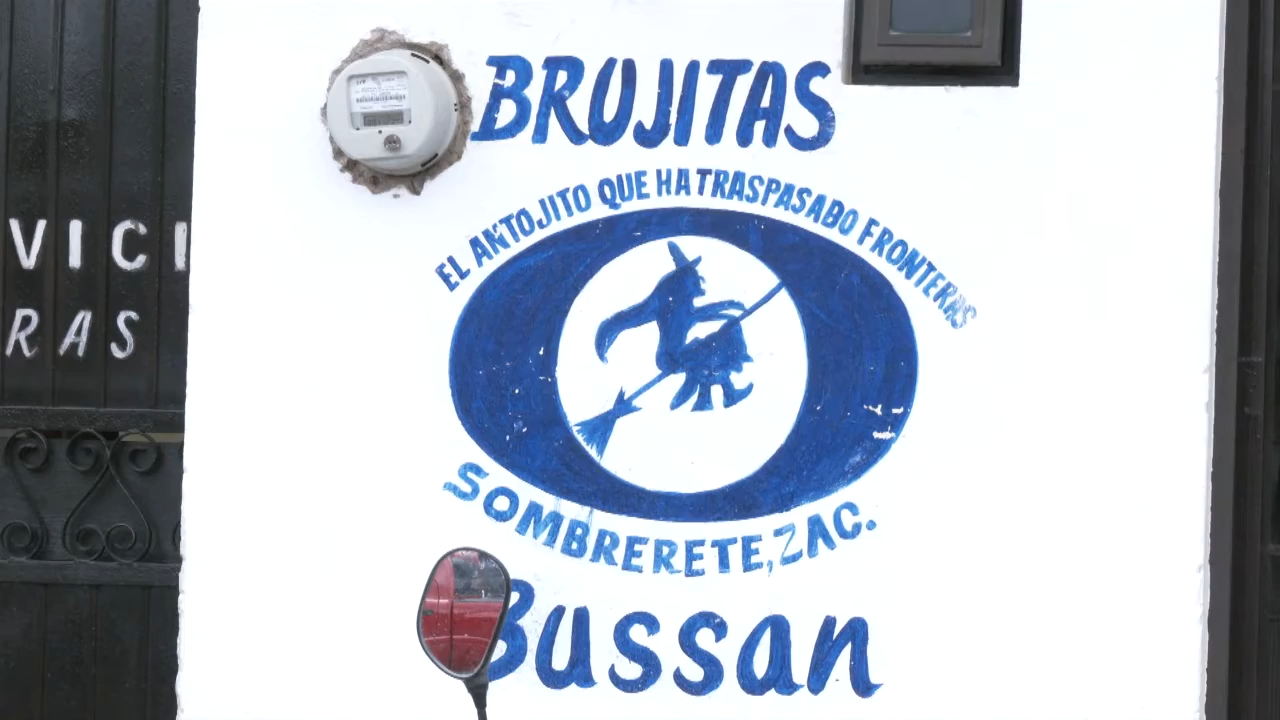 BRUJITAS
EL ANTOJITO QUE HA TRASPASADO FRONTERAS
SOMBRERETE, ZAC.
Bussan
VICI
RAS